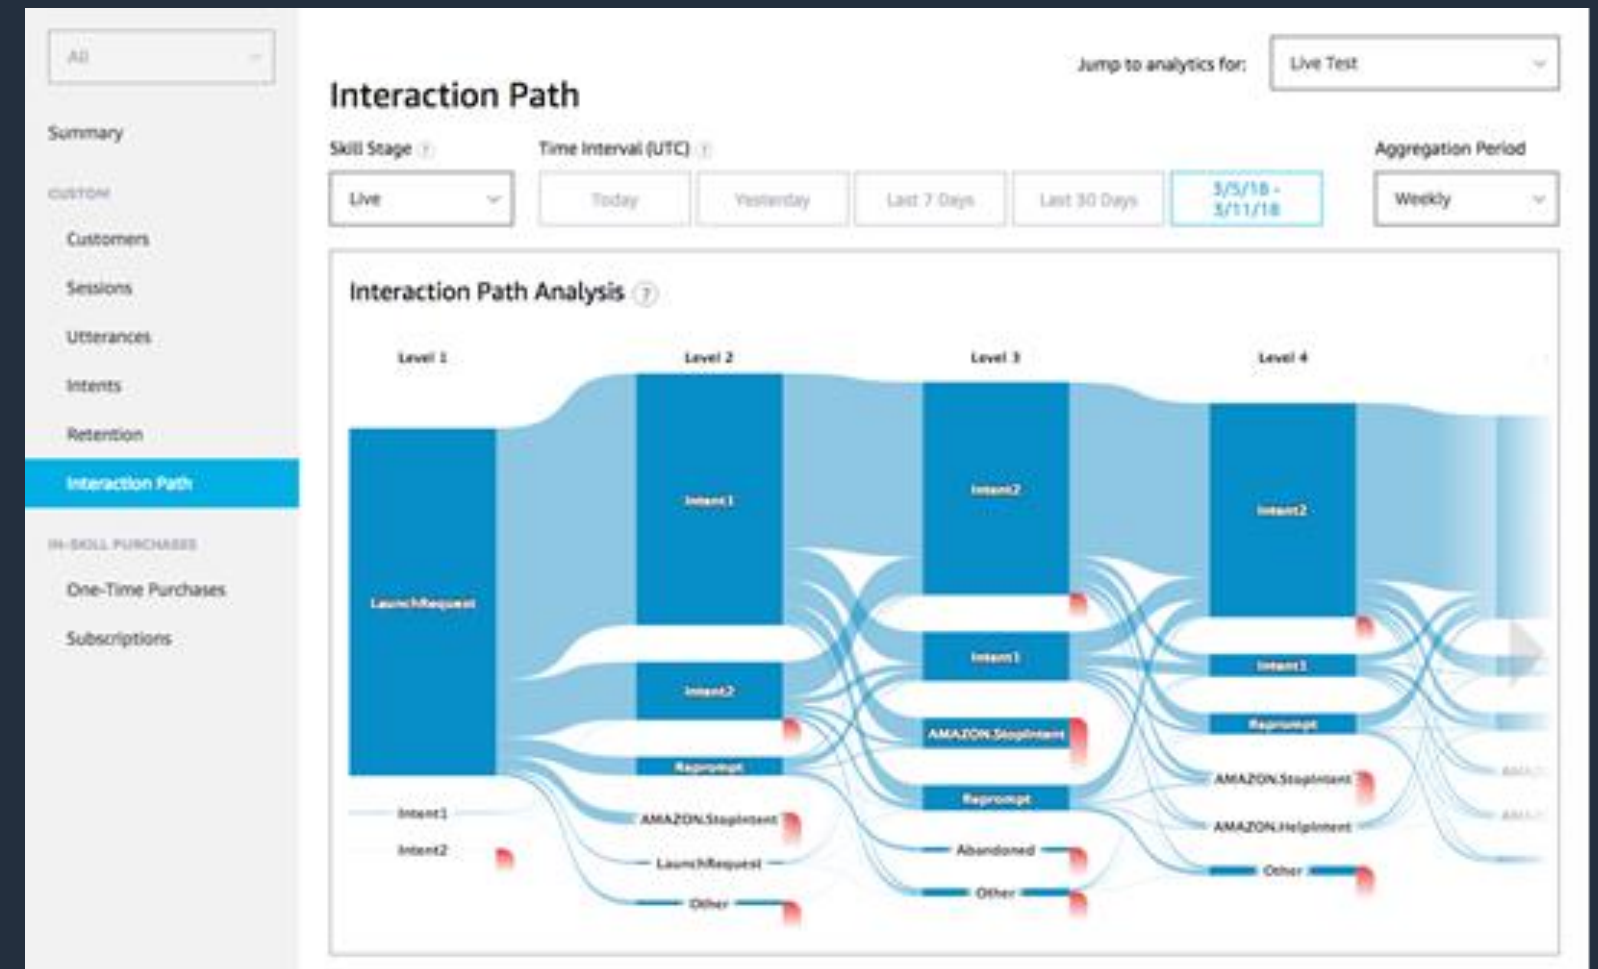 All
Summary
CUSTOM
Customers
Sessions
Utterances
Intents
Retention
Interaction Path
IN-SKILL PURCHASES
One-Time Purchases
Subscriptions
Jump to analytics for:
Live Test
Interaction Path
Skill Stage ?
Time Interval (UTC) ?
Aggregation Period
Live
Today
Yesterday
Last 7 Days
Last 30 Days
3/5/18 -
3/11/18
Weekly
Interaction Path Analysis ?
Level 1
Level 2
Level 3
Level 4
LaunchRequest
Intent1
Intent2
Intent1
Intent2
Reprompt
AMAZON.StopIntent
LaunchRequest
Other
Intent2
Intent1
AMAZON.StopIntent
Reprompt
Abandoned
Other
Intent2
Intent1
Reprompt
AMAZON.StopIntent
AMAZON.HelpIntent
Other